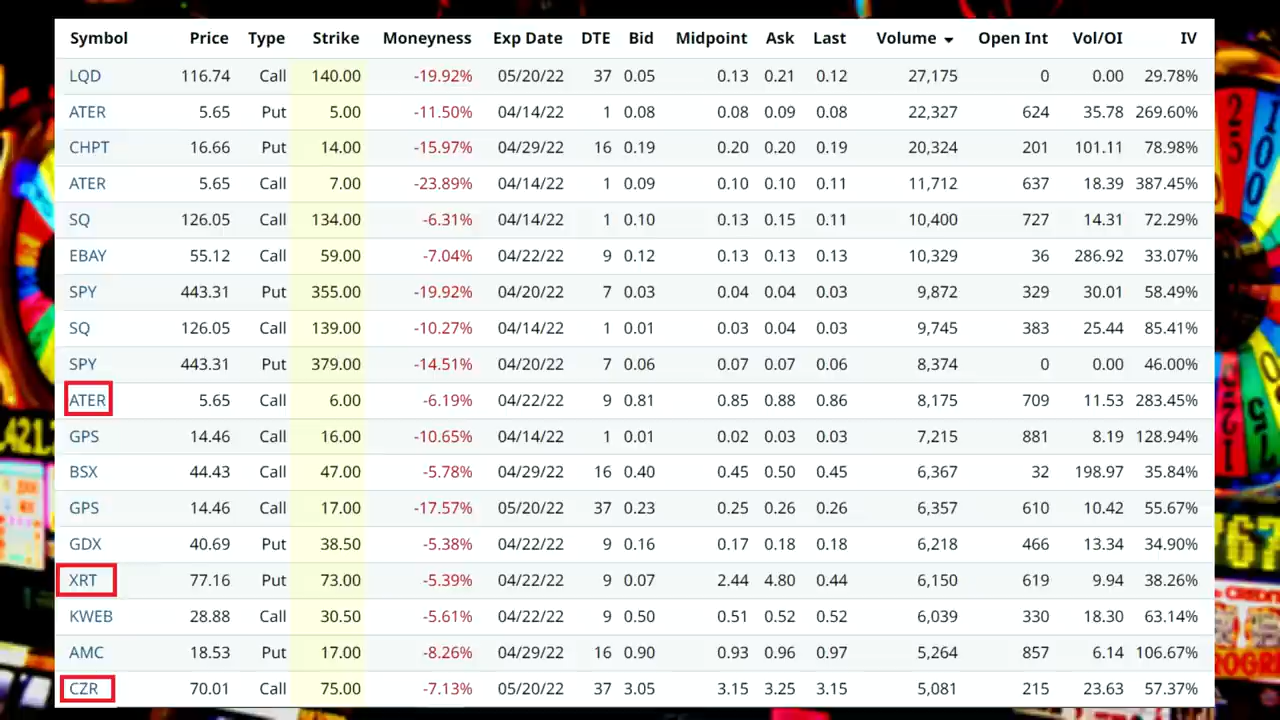 Symbol Price Type Strike Moneyness Exp Date DTE Bid Midpoint Ask Last Volume Open Int Vol/OI IV
LQD 116.74 Call 140.00 -19.92% 05/20/22 37 0.05 0.13 0.21 0.12 27,175 0 0.00 29.78%
ATER 5.65 Put 5.00 -11.50% 04/14/22 1 0.08 0.08 0.09 0.08 22,327 624 35.78 269.60%
CHPT 16.66 Put 14.00 -15.97% 04/29/22 16 0.19 0.20 0.20 0.19 20,324 201 101.11 78.98%
ATER 5.65 Call 7.00 -23.89% 04/14/22 1 0.09 0.10 0.10 0.11 11,712 637 18.39 387.45%
SQ 126.05 Call 134.00 -6.31% 04/14/22 1 0.10 0.13 0.15 0.11 10,400 727 14.31 72.29%
EBAY 55.12 Call 59.00 -7.04% 04/22/22 9 0.12 0.13 0.13 0.13 10,329 36 286.92 33.07%
SPY 443.31 Put 355.00 -19.92% 04/20/22 7 0.03 0.04 0.04 0.03 9,872 329 30.01 58.49%
SQ 126.05 Call 139.00 -10.27% 04/14/22 1 0.01 0.03 0.04 0.03 9,745 383 25.44 85.41%
SPY 443.31 Put 379.00 -14.51% 04/20/22 7 0.06 0.07 0.07 0.06 8,374 0 0.00 46.00%
ATER 5.65 Call 6.00 -6.19% 04/22/22 9 0.81 0.85 0.88 0.86 8,175 709 11.53 283.45%
GPS 14.46 Call 16.00 -10.65% 04/14/22 1 0.01 0.02 0.03 0.03 7,215 881 8.19 128.94%
BSX 44.43 Call 47.00 -5.78% 04/29/22 16 0.40 0.45 0.50 0.45 6,367 32 198.97 35.84%
GPS 14.46 Call 17.00 -17.57% 05/20/22 37 0.23 0.25 0.26 0.26 6,357 610 10.42 55.67%
GDX 40.69 Put 38.50 -5.38% 04/22/22 9 0.16 0.17 0.18 0.18 6,218 466 13.34 34.90%
XRT 77.16 Put 73.00 -5.39% 04/22/22 9 0.07 2.44 4.80 0.44 6,150 619 9.94 38.26%
KWEB 28.88 Call 30.50 -5.61% 04/22/22 9 0.50 0.51 0.52 0.52 6,039 330 18.30 63.14%
AMC 18.53 Put 17.00 -8.26% 04/29/22 16 0.90 0.93 0.96 0.97 5,264 857 6.14 106.67%
CZR 70.01 Call 75.00 -7.13% 05/20/22 37 3.05 3.15 3.25 3.15 5,081 215 23.63 57.37%